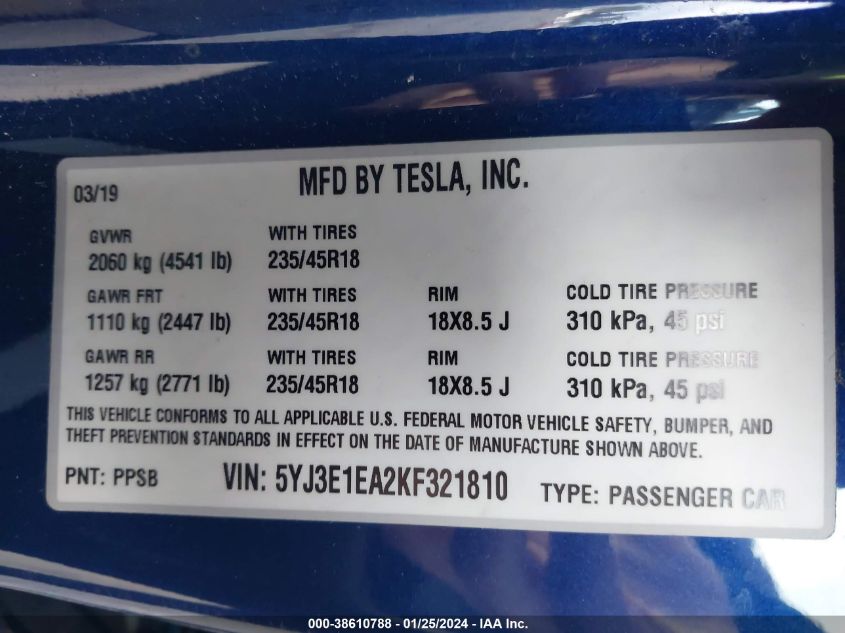 03/19 MFD BY TESLA, INC.
GVWR WITH TIRES
2060 kg (4541 lb) 235/45R18
GAWR FRT WITH TIRES RIM COLD TIRE PRESSURE
1110 kg (2447 lb) 235/45R18 18X8.5 J 310 kPa, 45 psi
GAWR RR WITH TIRES RIM COLD TIRE PRESSURE
1257 kg (2771 lb) 235/45R18 18X8.5 J 310 kPa, 45 psi
THIS VEHICLE CONFORMS TO ALL APPLICABLE U.S. FEDERAL MOTOR VEHICLE SAFETY, BUMPER, AND
THEFT PREVENTION STANDARDS IN EFFECT ON THE DATE OF MANUFACTURE SHOWN ABOVE.
PNT: PPSB VIN: 5YJ3E1EA2KF321810 TYPE: PASSENGER CAR
000-38610788 - 01/25/2024 - IAA Inc.